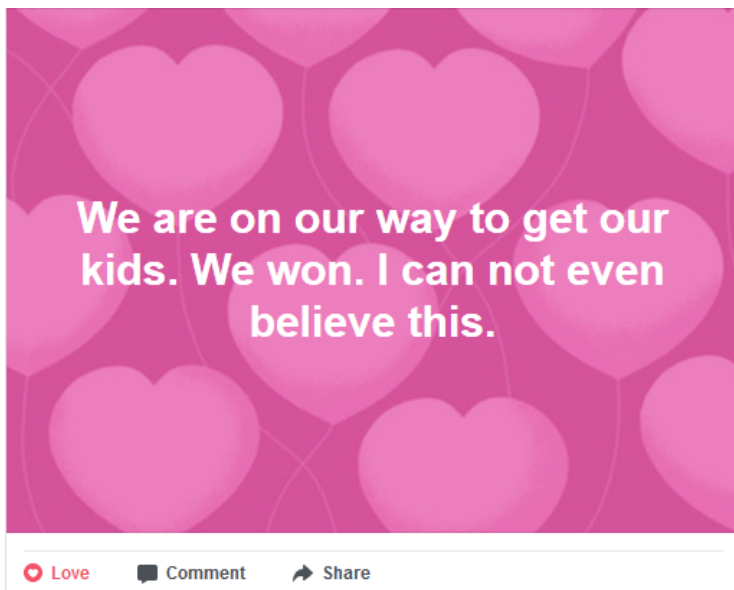 We are on our way to get our
kids. We won. I can not even
believe this.
Love Comment Share